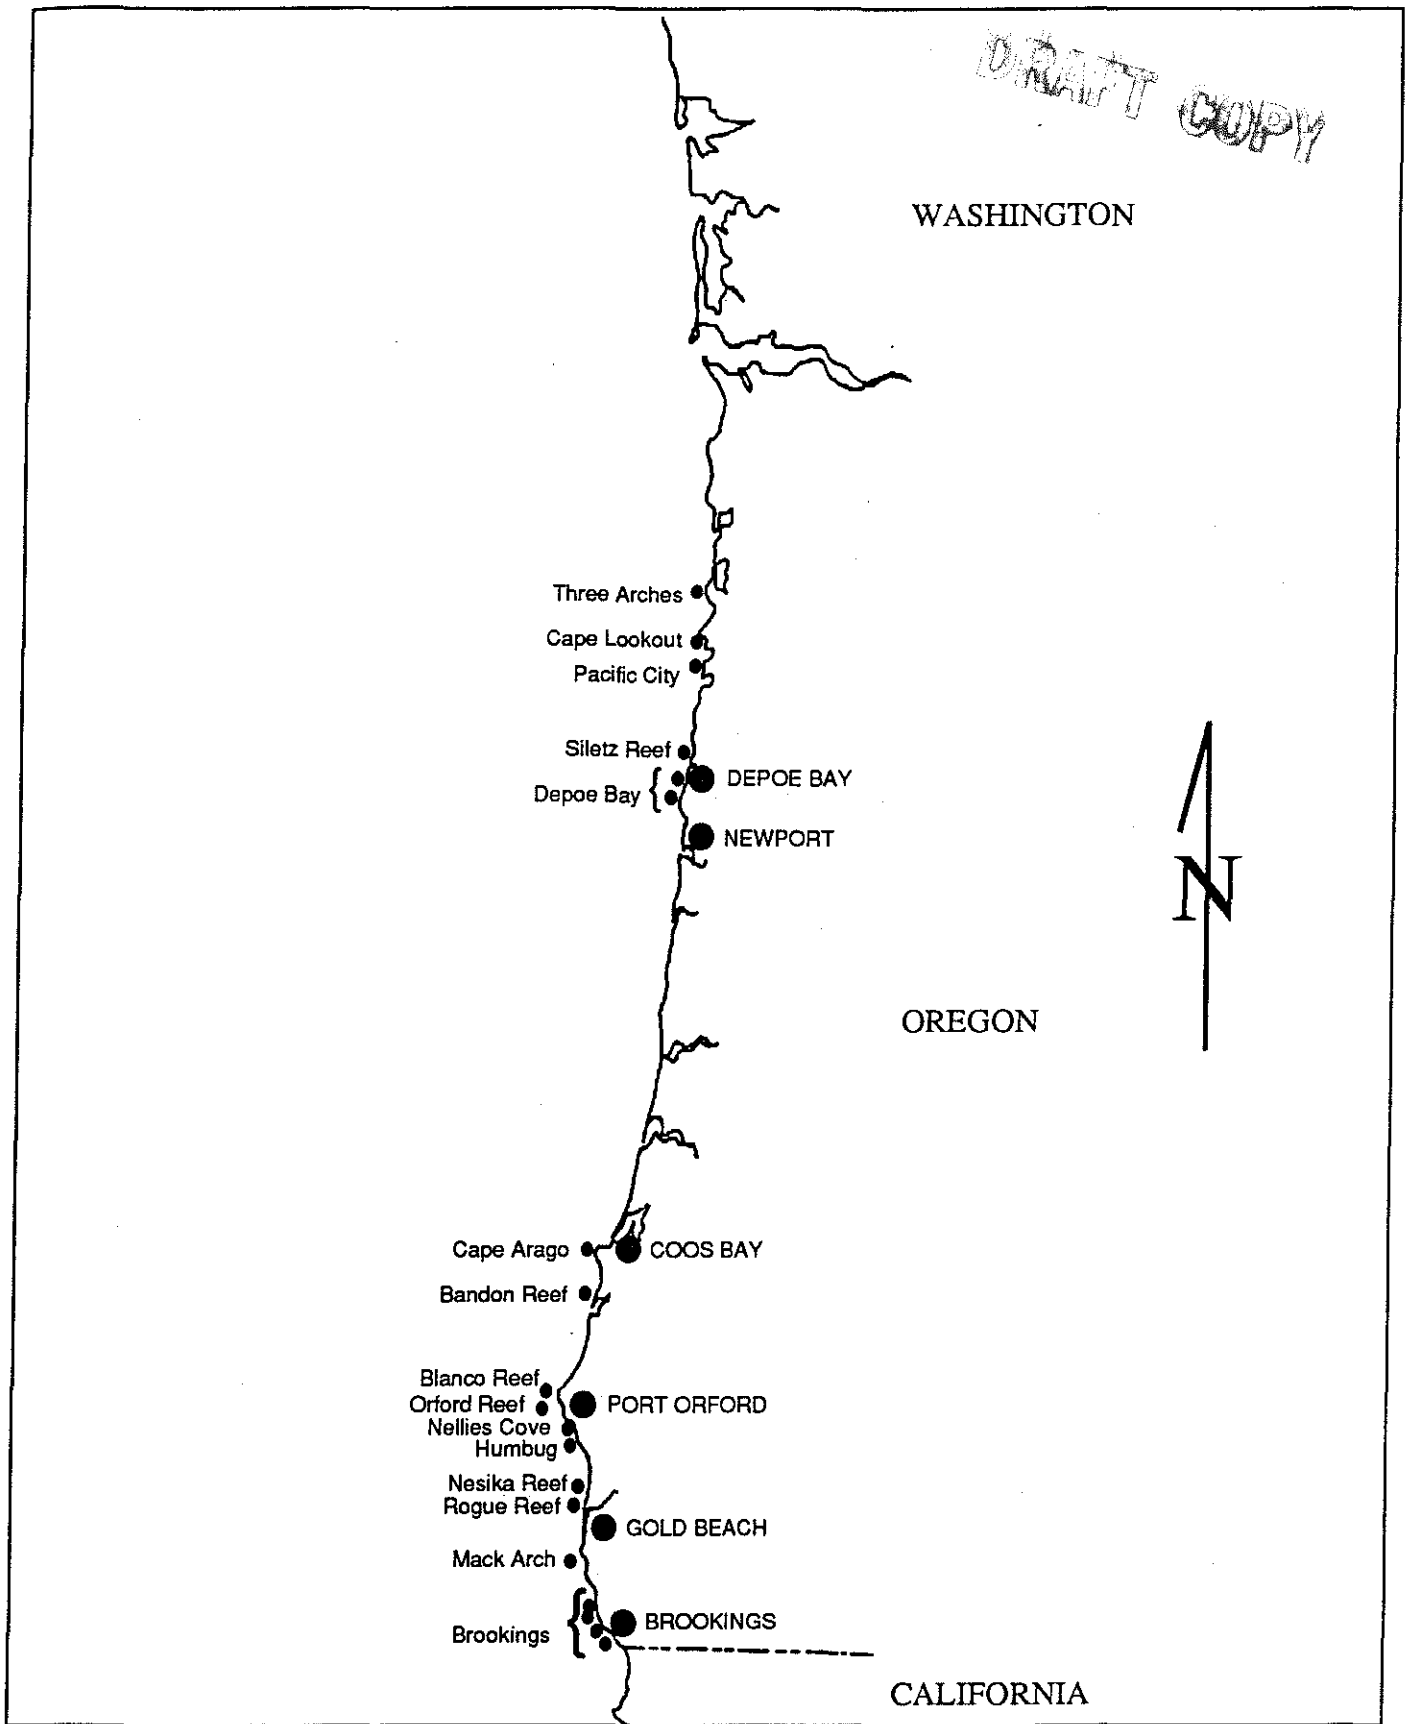 DRAFT COPY
WASHINGTON
Three Arches
Cape Lookout
Pacific City
Siletz Reef
Depoe Bay
DEPOE BAY
NEWPORT
N
OREGON
Cape Arago
COOS BAY
Bandon Reef
Blanco Reef
Orford Reef
PORT ORFORD
Nellies Cove
Humbug
Nesika Reef
Rogue Reef
GOLD BEACH
Mack Arch
Brookings
BROOKINGS
CALIFORNIA